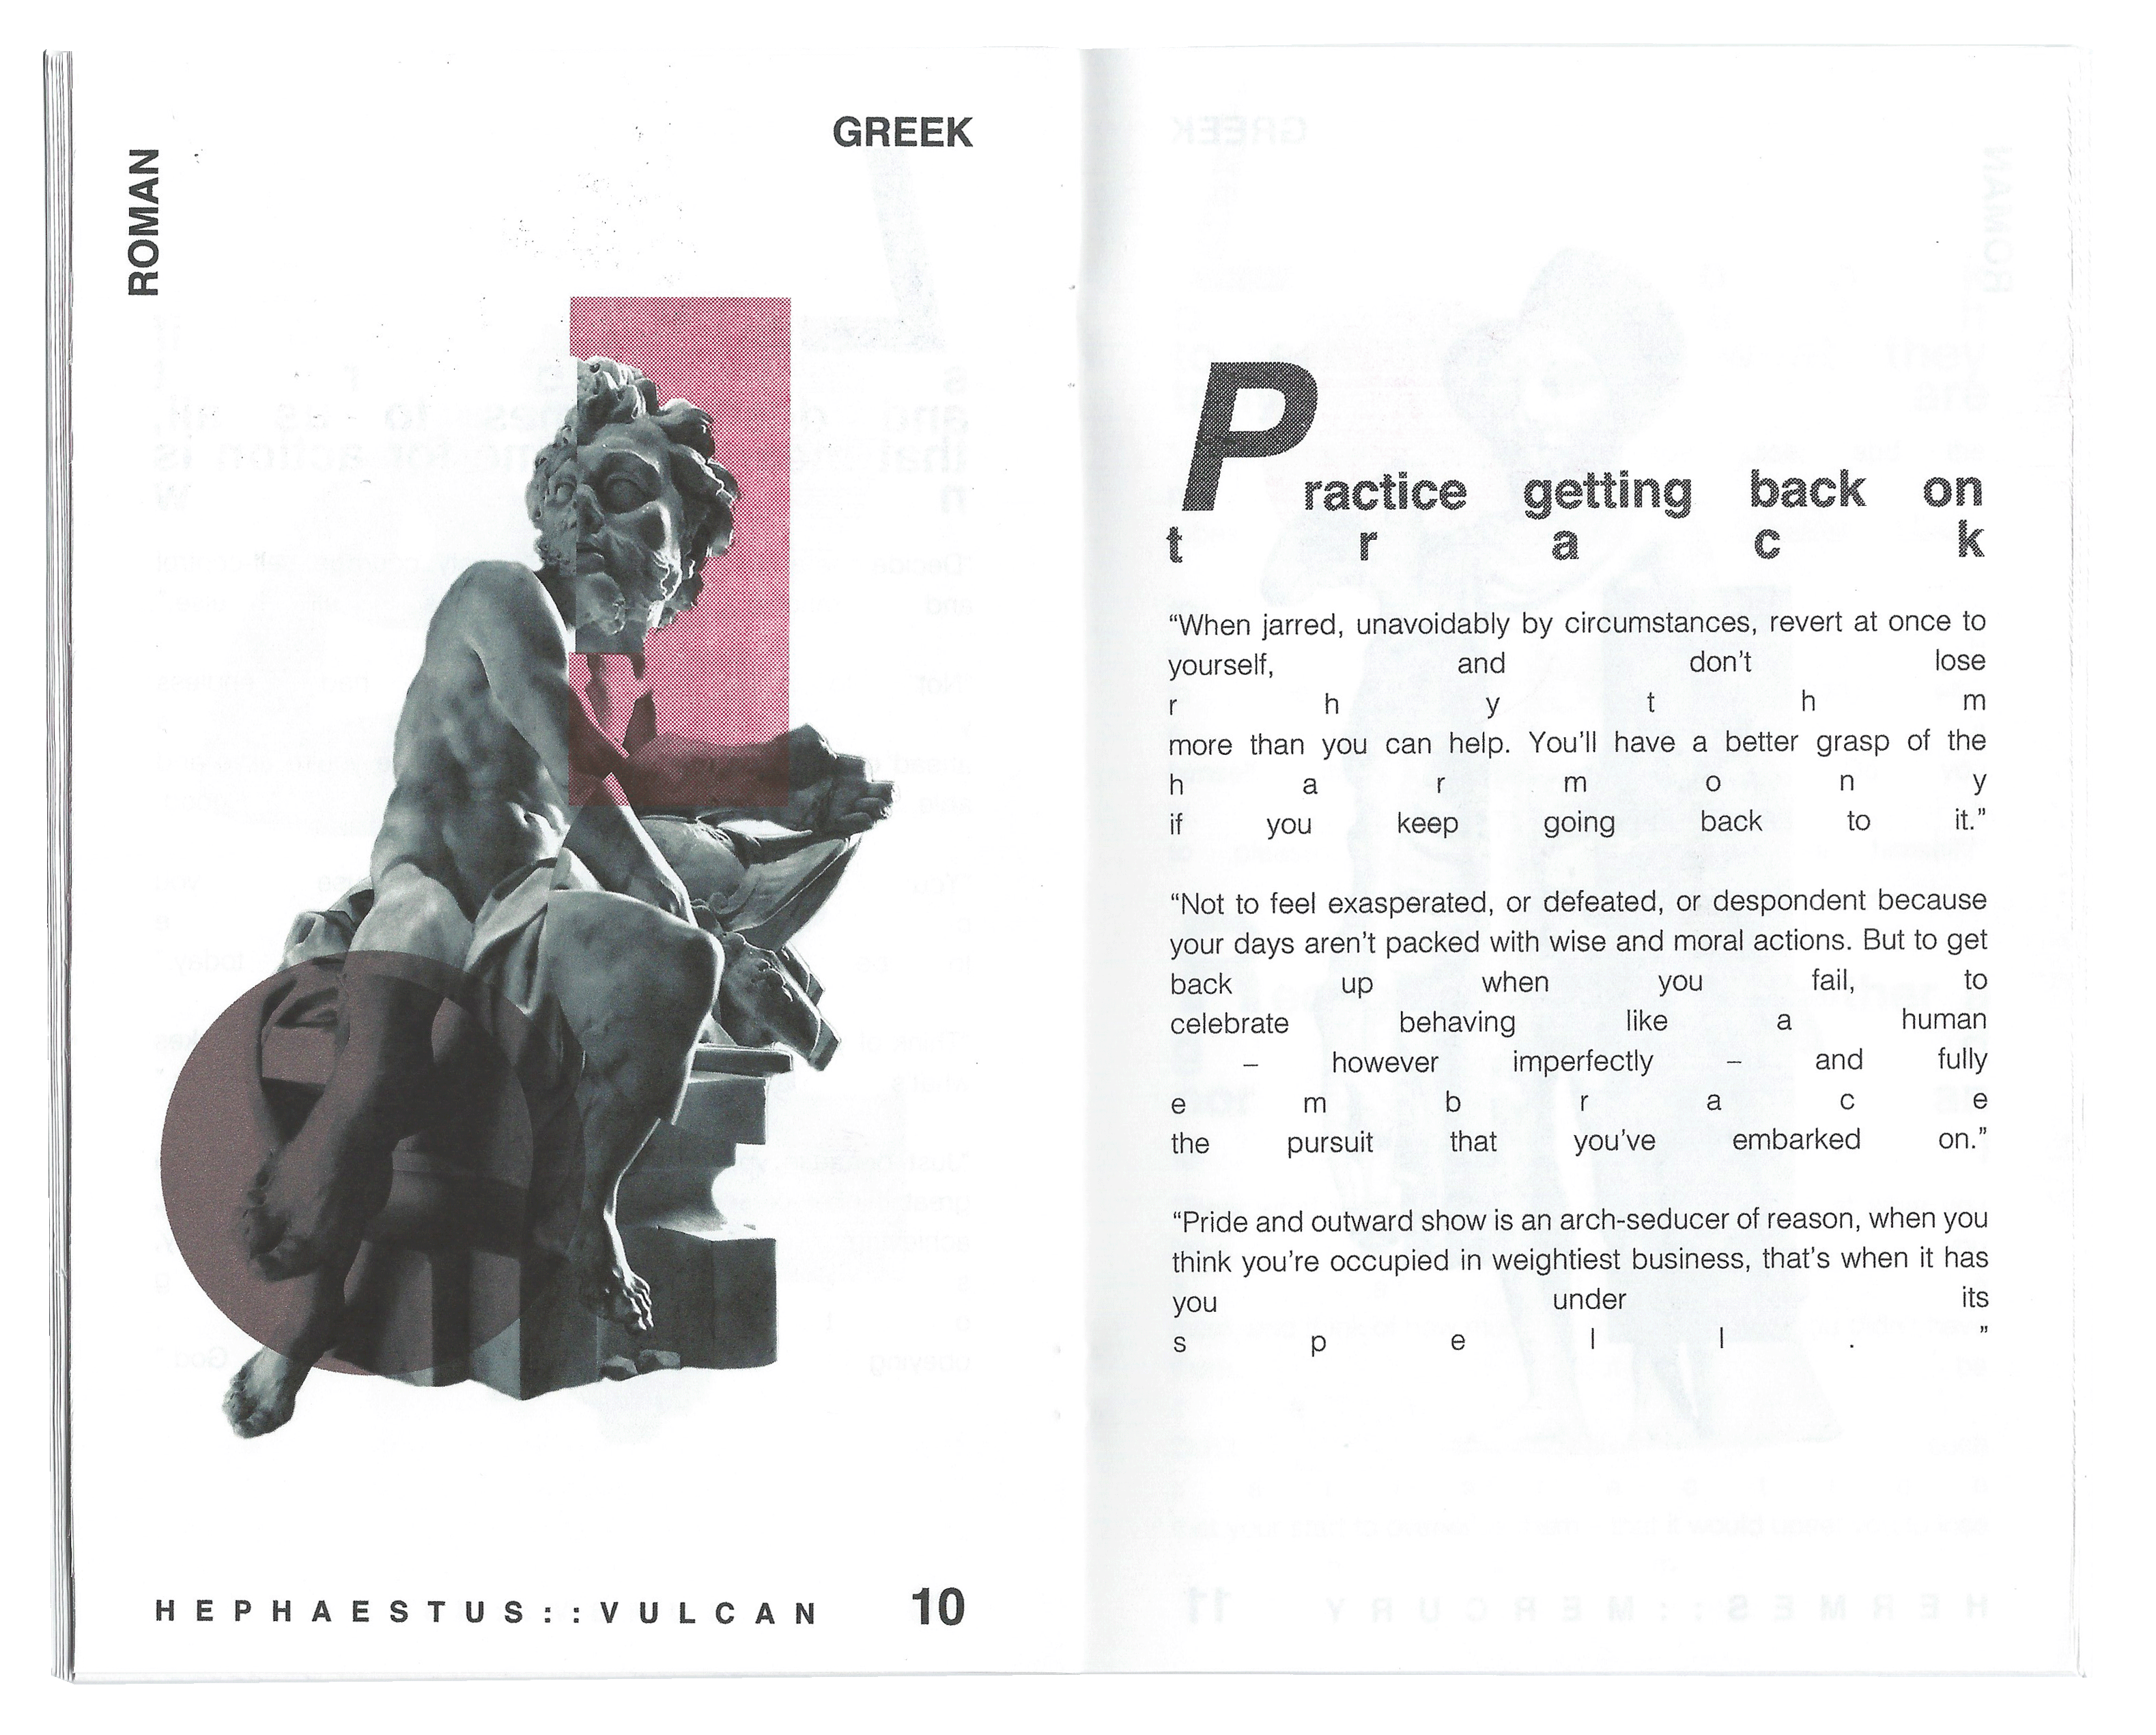 ROMAN
GREEK
HEPHAESTUS::VULCAN 10
Practice getting back on
track
“When jarred, unavoidably by circumstances, revert at once to
yourself, and don’t lose
rhythm
more than you can help. You’ll have a better grasp of the
harmony
if you keep going back to it.”
“Not to feel exasperated, or defeated, or despondent because
your days aren’t packed with wise and moral actions. But to get
back up when you fail, to
celebrate behaving like a human
– however imperfectly – and fully
embrace
the pursuit that you’ve embarked on.”
“Pride and outward show is an arch-seducer of reason, when you
think you’re occupied in weightiest business, that’s when it has
you under its
spell.”
GREEK
ROMAN
HERMES::MERCURY 11